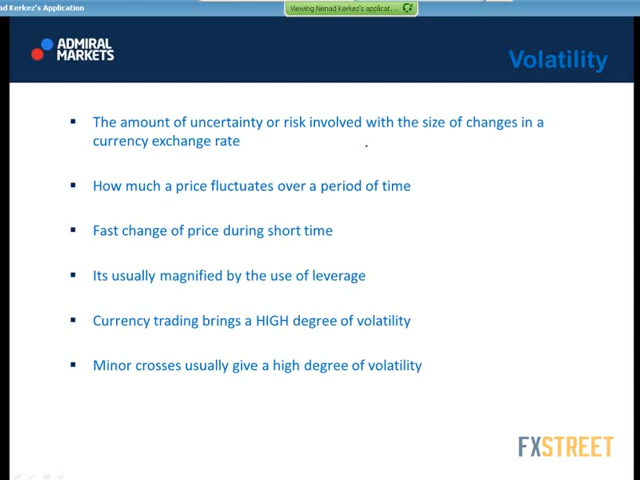 ad Kerkez's Application
Viewing Nenad Kerkez's applicat...
ADMIRAL
MARKETS
Volatility
▪ The amount of uncertainty or risk involved with the size of changes in a
currency exchange rate
▪ How much a price fluctuates over a period of time
▪ Fast change of price during short time
▪ Its usually magnified by the use of leverage
▪ Currency trading brings a HIGH degree of volatility
▪ Minor crosses usually give a high degree of volatility
FXSTREET